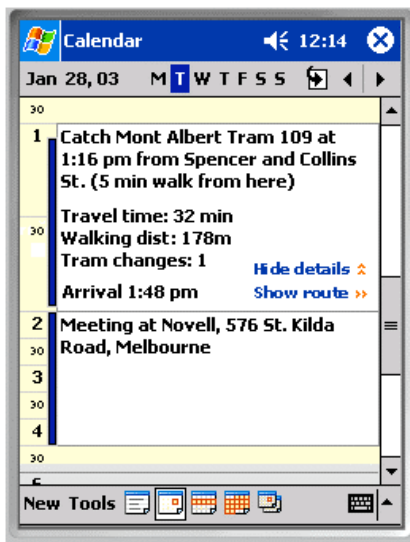 Calendar 12:14
Jan 28, 03 M T W T F S S
30
1 Catch Mont Albert Tram 109 at
1:16 pm from Spencer and Collins
St. (5 min walk from here)
Travel time: 32 min
30
Walking dist: 178m
Tram changes: 1
Hide details
Arrival 1:48 pm Show route »
2 Meeting at Novell, 576 St. Kilda
30 Road, Melbourne
3
30
4
30
New Tools